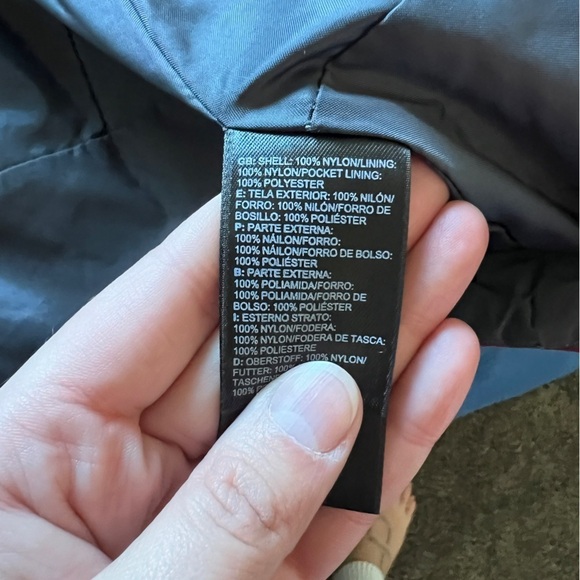 GB: SHELL: 100% NYLON/LINING:
100% NYLON/POCKET LINING:
100% POLYESTER
E: TELA EXTERIOR: 100% NILÓN/
FORRO: 100% NILÓN/FORRO DE
BOSILLO: 100% POLIÉSTER
P: PARTE EXTERNA:
100% NÁILON/FORRO:
100% NÁILON/FORRO DE BOLSO:
100% POLIÉSTER
B: PARTE EXTERNA:
100% POLIAMIDA/FORRO:
100% POLIAMIDA/FORRO DE
BOLSO: 100% POLIÉSTER
I: ESTERNO STRATO:
100% NYLON/FODERA:
100% NYLON/FODERA DE TASCA:
100% POLIESTERE
D: OBERSTOFF: 100% NYLON/
FUTTER: 100%
100%